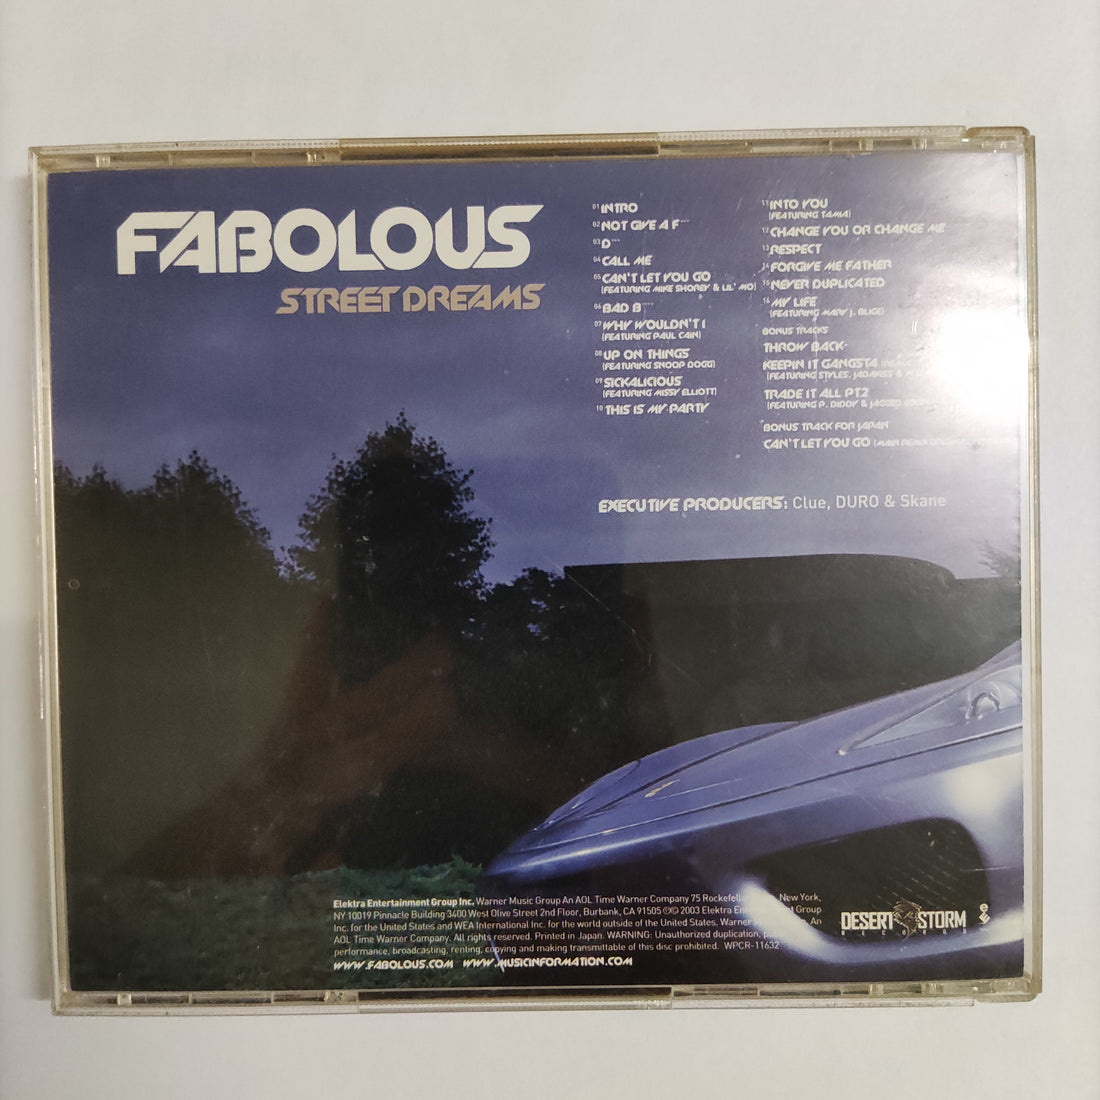 FABOLOUS
STREET DREAMS
01 INTRO
02 NOT GIVE A F***
03 D***
04 CALL ME
05 CAN'T LET YOU GO
(FEATURING MIKE SHOREY & LIL' MO)
06 BAD B****
07 WHY WOULDN'T I
(FEATURING PAUL CAIN)
08 UP ON THINGS
(FEATURING SNOOP DOGG)
09 SICKALICIOUS
(FEATURING MISSY ELLIOTT)
10 THIS IS MY PARTY
11 INTO YOU
(FEATURING TAMIA)
12 CHANGE YOU OR CHANGE ME
13 RESPECT
14 FORGIVE ME FATHER
15 NEVER DUPLICATED
16 MY LIFE
(FEATURING MARY J. BLIGE)
BONUS TRACKS
THROW BACK
KEEPIN IT GANGSTA
(FEATURING STYLES, JADAKISS &
TRADE IT ALL PT2
(FEATURING P. DIDDY & JAGGED
BONUS TRACK FOR JAPAN
CAN'T LET YOU GO (MAIN REMIX
EXECUTIVE PRODUCERS: Clue, DURO & Skane
Elektra Entertainment Group Inc. Warner Music Group An AOL Time Warner Company 75 New York,
NY 10019 Pinnacle Building 3400 West Olive Street 2nd Floor, Burbank, CA 91505 ℗© 2003 Elektra Group
Inc. for the United States and WEA International Inc. for the world outside of the United States. Warner An
AOL Time Warner Company. All rights reserved. Printed in Japan. WARNING: Unauthorized duplication,
performance, broadcasting, renting, copying and making transmittable of this disc prohibited. WPCR-11632
WWW.FABOLOUS.COM WWW.MUSICINFORMATION.COM
DESERT STORM